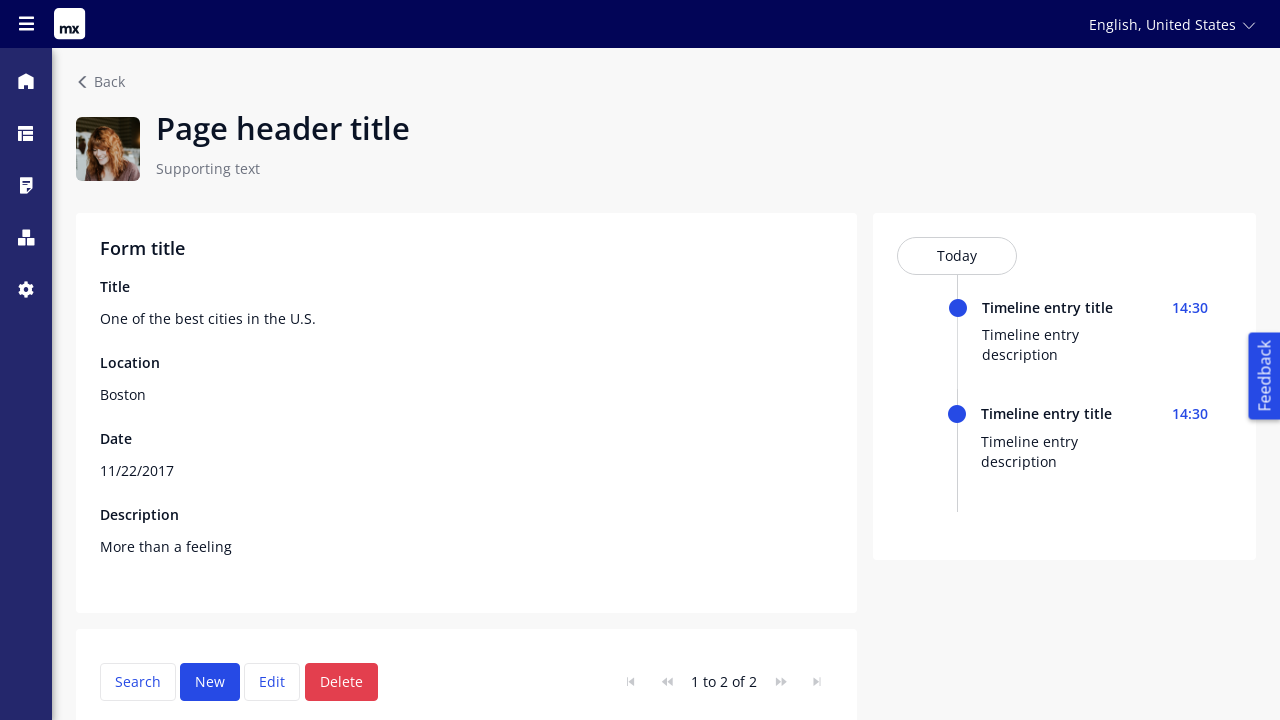 mx
English, United States
Back
Page header title
Supporting text
Form title
Title
One of the best cities in the U.S.
Location
Boston
Date
11/22/2017
Description
More than a feeling
Today
Timeline entry title 14:30
Timeline entry
description
Timeline entry title 14:30
Timeline entry
description
Feedback
Search New Edit Delete 1 to 2 of 2